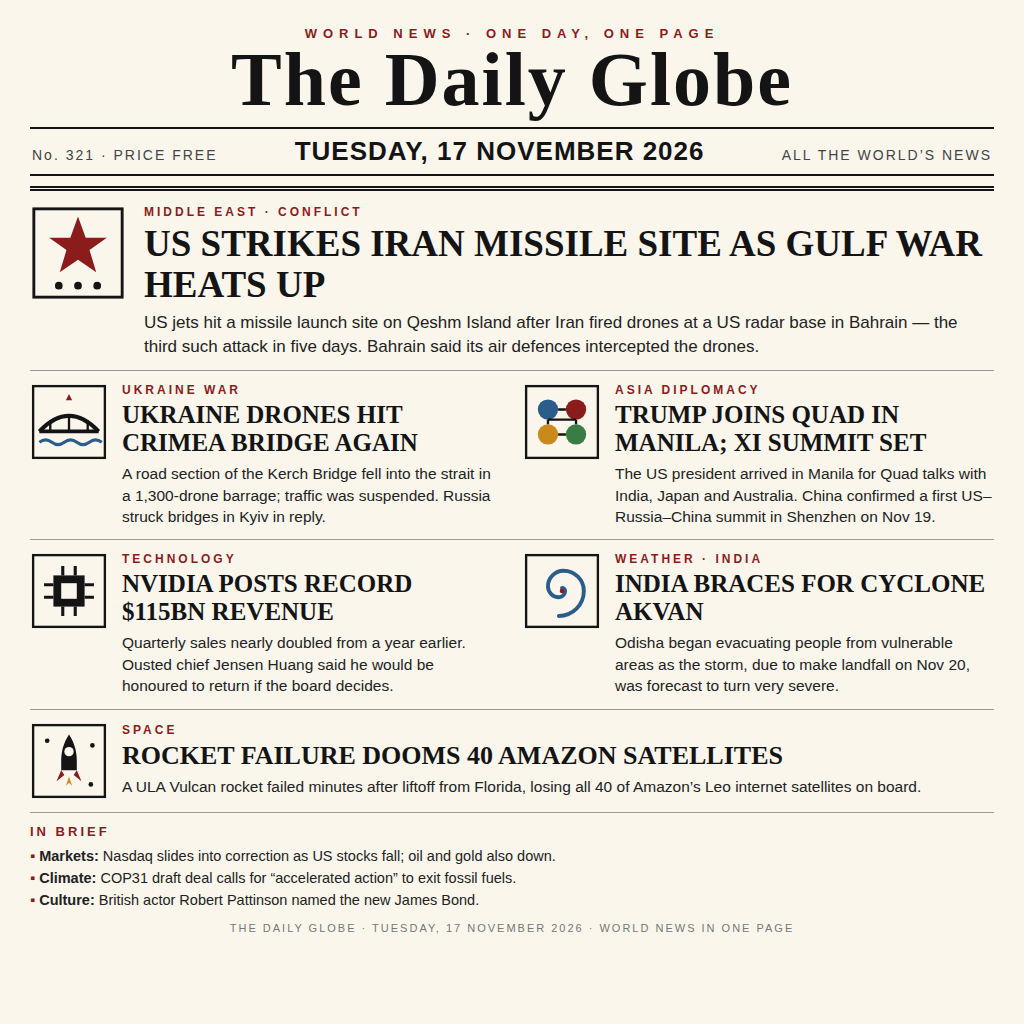 WORLD NEWS · ONE DAY, ONE PAGE
The Daily Globe
No. 321 · PRICE FREE
TUESDAY, 17 NOVEMBER 2026
ALL THE WORLD’S NEWS
MIDDLE EAST · CONFLICT
US STRIKES IRAN MISSILE SITE AS GULF WAR
HEATS UP
US jets hit a missile launch site on Qeshm Island after Iran fired drones at a US radar base in Bahrain — the
third such attack in five days. Bahrain said its air defences intercepted the drones.
UKRAINE WAR
UKRAINE DRONES HIT
CRIMEA BRIDGE AGAIN
A road section of the Kerch Bridge fell into the strait in
a 1,300-drone barrage; traffic was suspended. Russia
struck bridges in Kyiv in reply.
ASIA DIPLOMACY
TRUMP JOINS QUAD IN
MANILA; XI SUMMIT SET
The US president arrived in Manila for Quad talks with
India, Japan and Australia. China confirmed a first US–
Russia–China summit in Shenzhen on Nov 19.
TECHNOLOGY
NVIDIA POSTS RECORD
$115BN REVENUE
Quarterly sales nearly doubled from a year earlier.
Ousted chief Jensen Huang said he would be
honoured to return if the board decides.
WEATHER · INDIA
INDIA BRACES FOR CYCLONE
AKVAN
Odisha began evacuating people from vulnerable
areas as the storm, due to make landfall on Nov 20,
was forecast to turn very severe.
SPACE
ROCKET FAILURE DOOMS 40 AMAZON SATELLITES
A ULA Vulcan rocket failed minutes after liftoff from Florida, losing all 40 of Amazon’s Leo internet satellites on board.
IN BRIEF
▪ Markets: Nasdaq slides into correction as US stocks fall; oil and gold also down.
▪ Climate: COP31 draft deal calls for “accelerated action” to exit fossil fuels.
▪ Culture: British actor Robert Pattinson named the new James Bond.
THE DAILY GLOBE · TUESDAY, 17 NOVEMBER 2026 · WORLD NEWS IN ONE PAGE